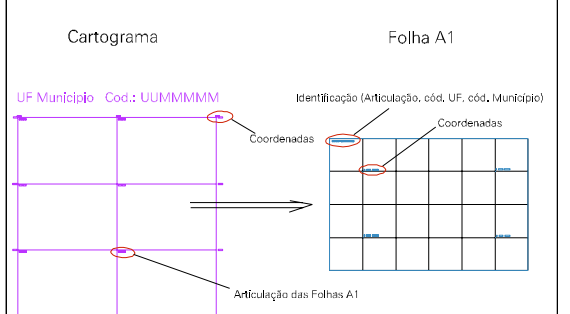 Cartograma
Folha A1
UF Município Cod.: UUMMMMM
Identificação (Articulação, cód. UF, cód. Município)
Coordenadas
Coordenadas
Articulação das Folhas A1